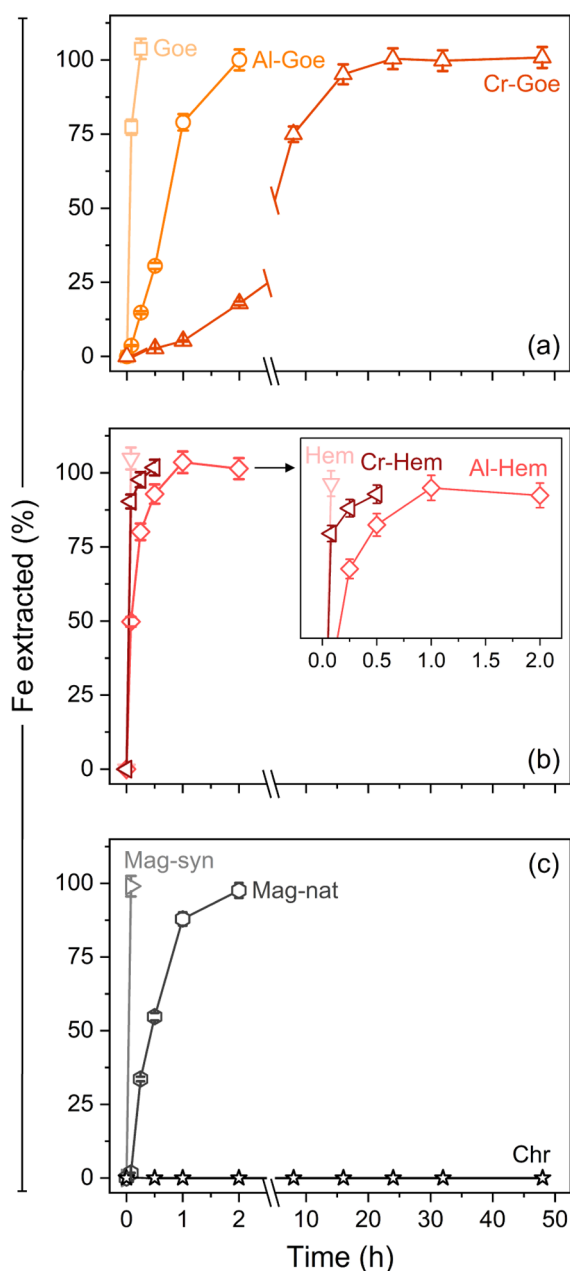 Fe extracted (%)
100
75
50
25
0
Goe
Al-Goe
Cr-Goe
(a)
100
75
50
25
0
Hem
Cr-Hem
Al-Hem
0.0 0.5 1.0 1.5 2.0
(b)
100
75
50
25
0
Mag-syn
Mag-nat
Chr
(c)
0 1 2 10 20 30 40 50
Time (h)